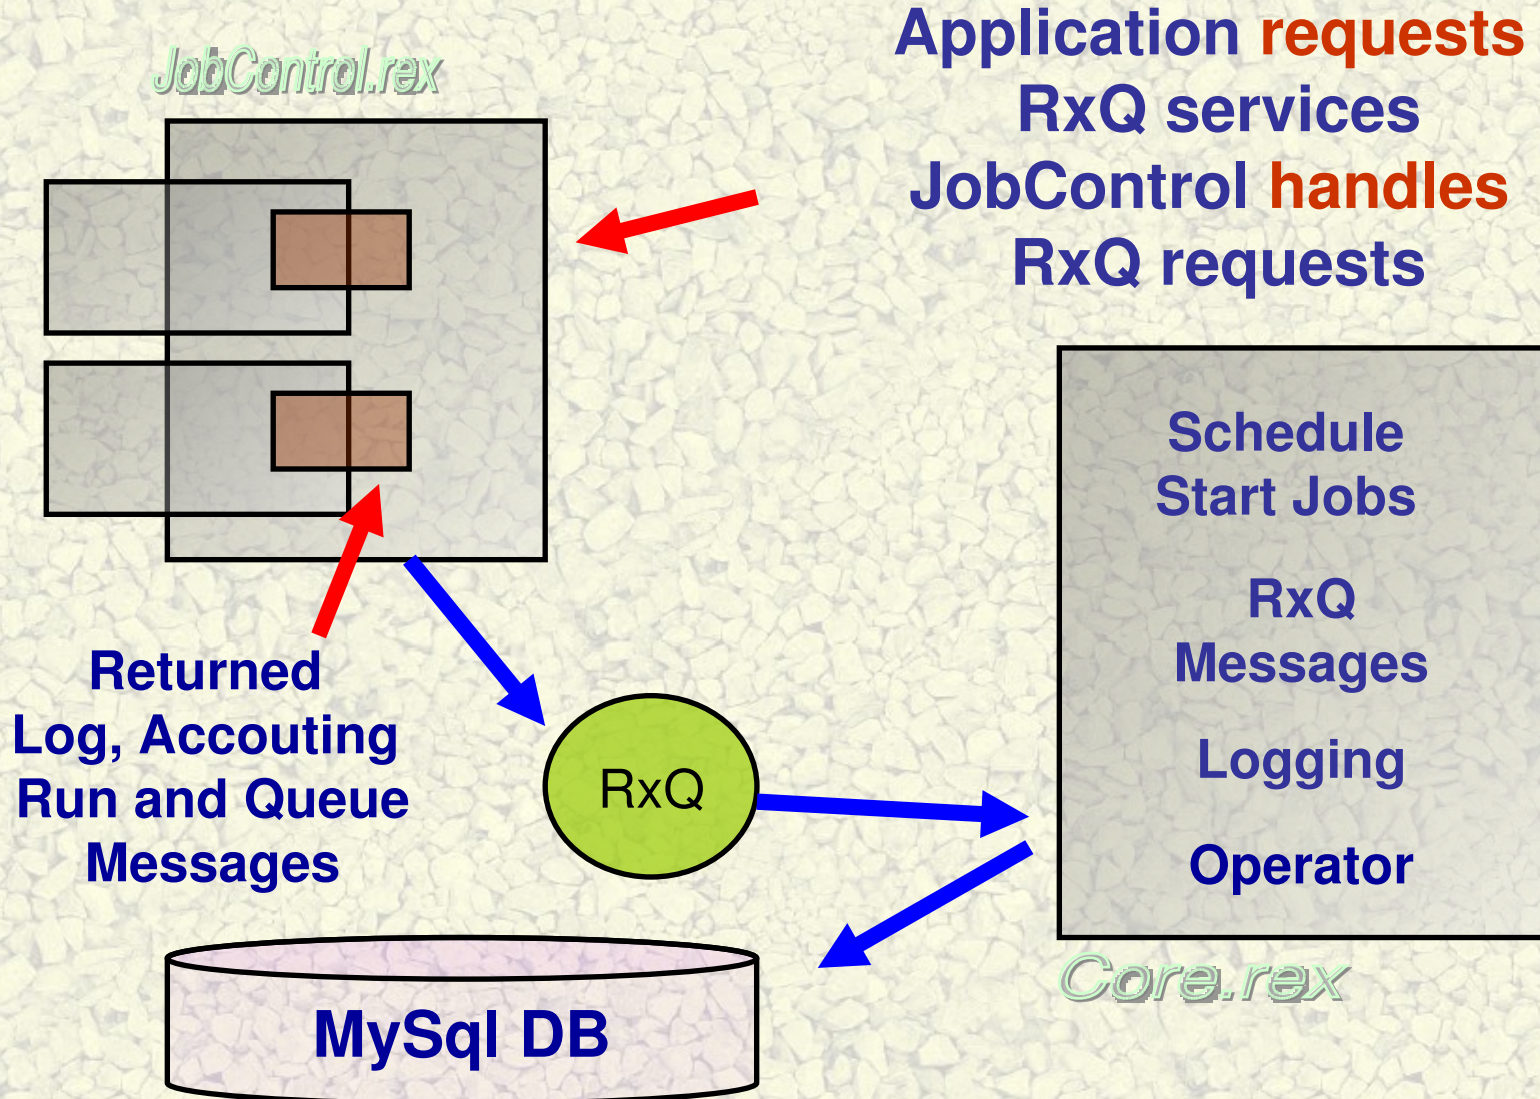 Application requests
RxQ services
JobControl handles
RxQ requests
JobControl.rex
Schedule
Start Jobs
RxQ
Messages
Logging
Operator
Core.rex
Returned
Log, Accouting
Run and Queue
Messages
RxQ
MySql DB